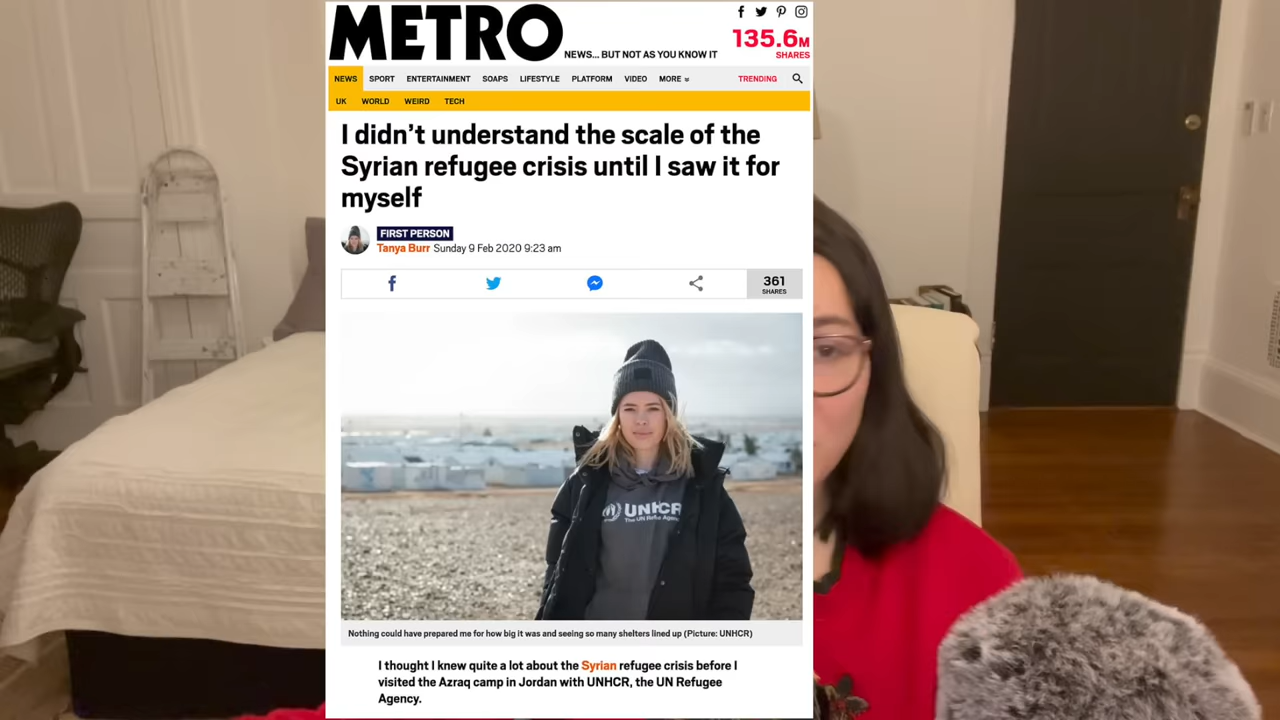 METRO
NEWS... BUT NOT AS YOU KNOW IT
135.6M
SHARES
NEWS SPORT ENTERTAINMENT SOAPS LIFESTYLE PLATFORM VIDEO MORE TRENDING
UK WORLD WEIRD TECH
I didn't understand the scale of the
Syrian refugee crisis until I saw it for
myself
FIRST PERSON
Tanya Burr Sunday 9 Feb 2020 9:23 am
361
SHARES
UNHCR
The UN Refugee Agency
Nothing could have prepared me for how big it was and seeing so many shelters lined up (Picture: UNHCR)
I thought I knew quite a lot about the Syrian refugee crisis before I
visited the Azraq camp in Jordan with UNHCR, the UN Refugee
Agency.